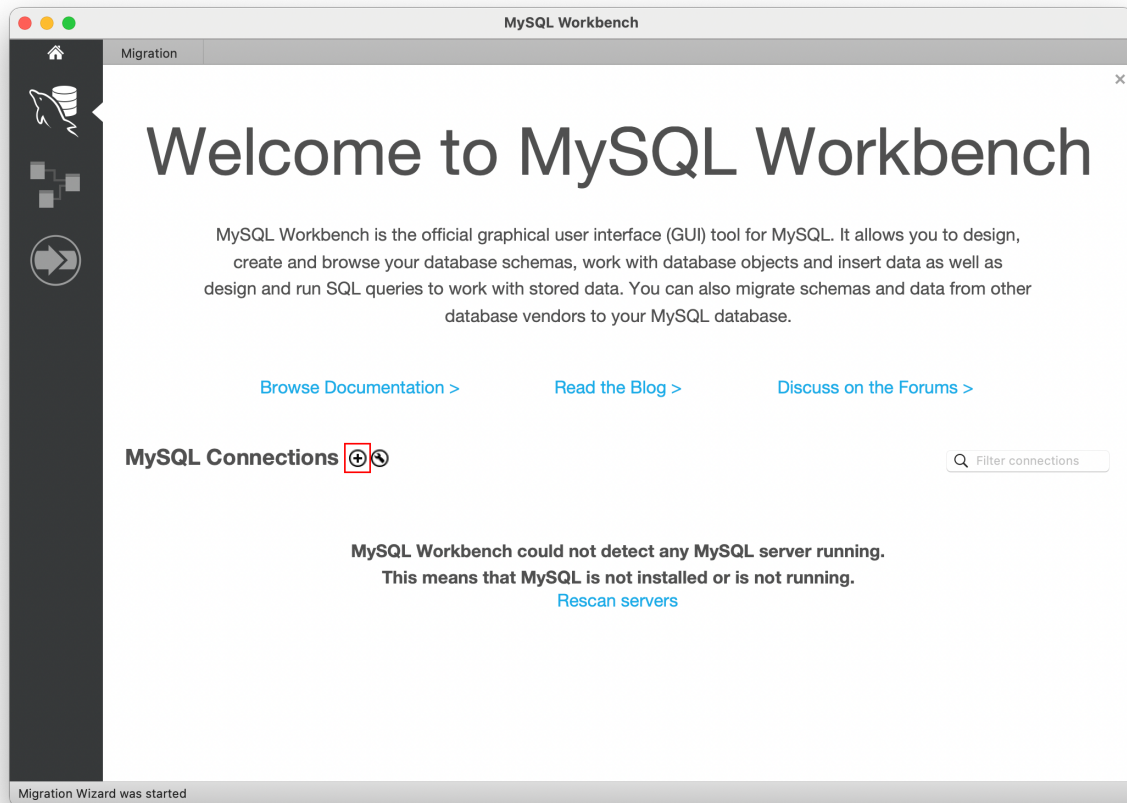 MySQL Workbench
Migration
Welcome to MySQL Workbench
MySQL Workbench is the official graphical user interface (GUI) tool for MySQL. It allows you to design,
create and browse your database schemas, work with database objects and insert data as well as
design and run SQL queries to work with stored data. You can also migrate schemas and data from other
database vendors to your MySQL database.
Browse Documentation >
Read the Blog >
Discuss on the Forums >
MySQL Connections
Filter connections
MySQL Workbench could not detect any MySQL server running.
This means that MySQL is not installed or is not running.
Rescan servers
Migration Wizard was started